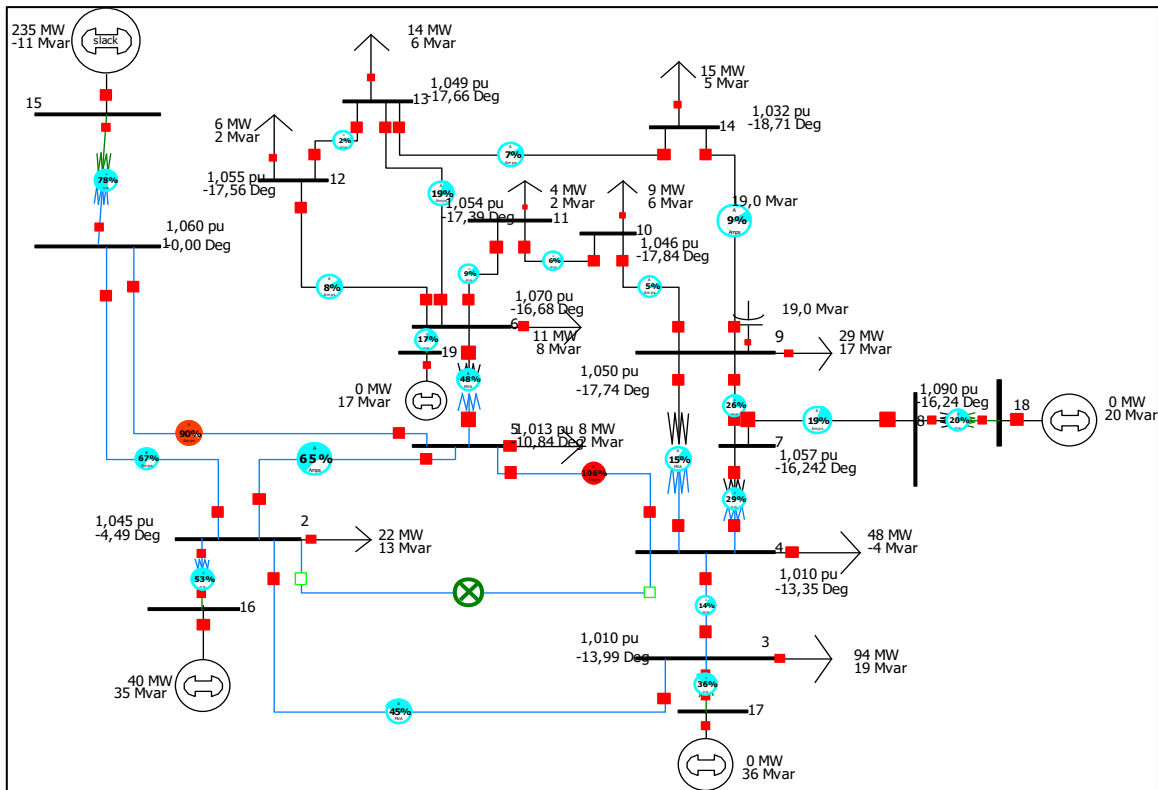 235 MW
-11 Mvar
slack
15
78%
1,060 pu
1
-0,00 Deg
14 MW
6 Mvar
1,049 pu
-17,66 Deg
13
6 MW
2 Mvar
2%
1,055 pu
-17,56 Deg
12
7%
15 MW
5 Mvar
1,032 pu
-18,71 Deg
14
19%
4 MW
2 Mvar
1,054 pu
-17,39 Deg
11
9 MW
6 Mvar
10
1,046 pu
-17,84 Deg
19,0 Mvar
A
9%
Amps
9%
6%
5%
8%
1,070 pu
-16,68 Deg
6
11 MW
8 Mvar
17%
19
0 MW
17 Mvar
48%
MVA
19,0 Mvar
9
29 MW
17 Mvar
1,050 pu
-17,74 Deg
26%
19%
Amps
1,090 pu
-16,24 Deg
8
20%
18
0 MW
20 Mvar
5
1,013 pu
-10,84 Deg
8 MW
2 Mvar
7
1,057 pu
-16,242 Deg
15%
MVA
29%
90%
Amps
67%
A
65%
Amps
106%
1,045 pu
-4,49 Deg
2
22 MW
13 Mvar
53%
16
40 MW
35 Mvar
4
48 MW
-4 Mvar
1,010 pu
-13,35 Deg
14%
1,010 pu
-13,99 Deg
3
94 MW
19 Mvar
36%
17
45%
MVA
0 MW
36 Mvar